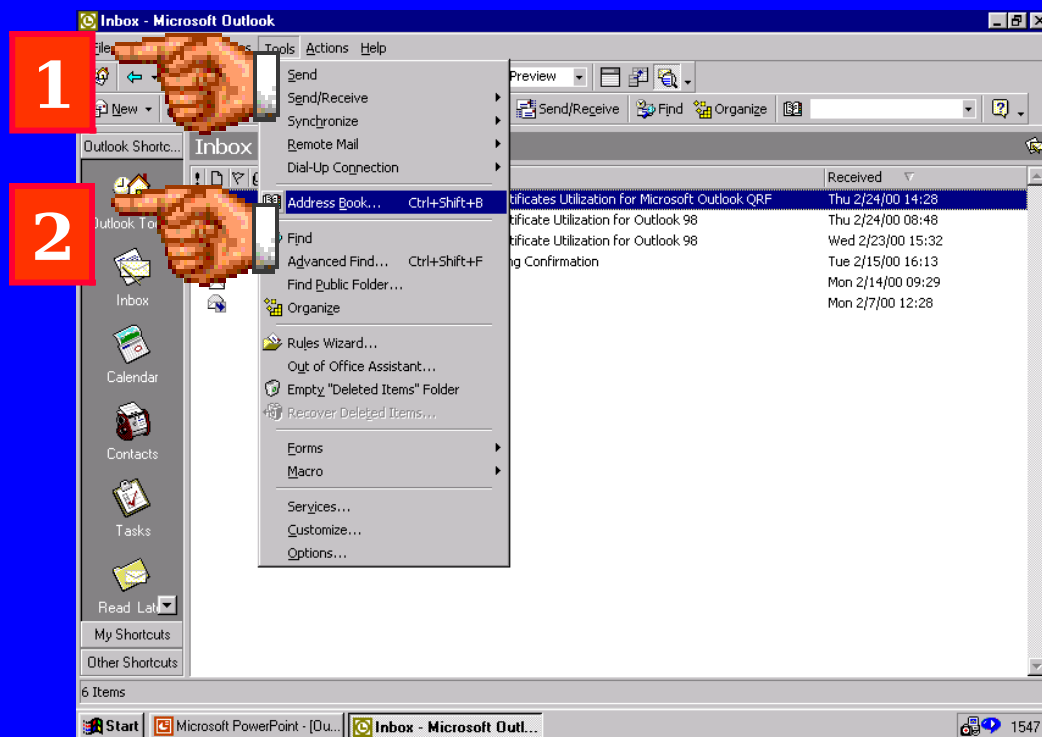 Inbox - Microsoft Outlook
1
Tools Actions Help
Preview
New
Send/Receive Find Organize
Outlook Shortc...
Inbox
Received
2
Send
Send/Receive
Synchronize
Remote Mail
Dial-Up Connection
Address Book... Ctrl+Shift+B
Find
Advanced Find... Ctrl+Shift+F
Find Public Folder...
Organize
Rules Wizard...
Out of Office Assistant...
Empty "Deleted Items" Folder
Recover Deleted Items...
Forms
Macro
Services...
Customize...
Options...
Utilization for Microsoft Outlook QRF Thu 2/24/00 14:28
Utilization for Outlook 98 Thu 2/24/00 08:48
Utilization for Outlook 98 Wed 2/23/00 15:32
Confirmation Tue 2/15/00 16:13
Mon 2/14/00 09:29
Mon 2/7/00 12:28
Outlook
Inbox
Calendar
Contacts
Tasks
Read
My Shortcuts
Other Shortcuts
6 Items
Start Microsoft PowerPoint - [Ou... Inbox - Microsoft Outl... 1547